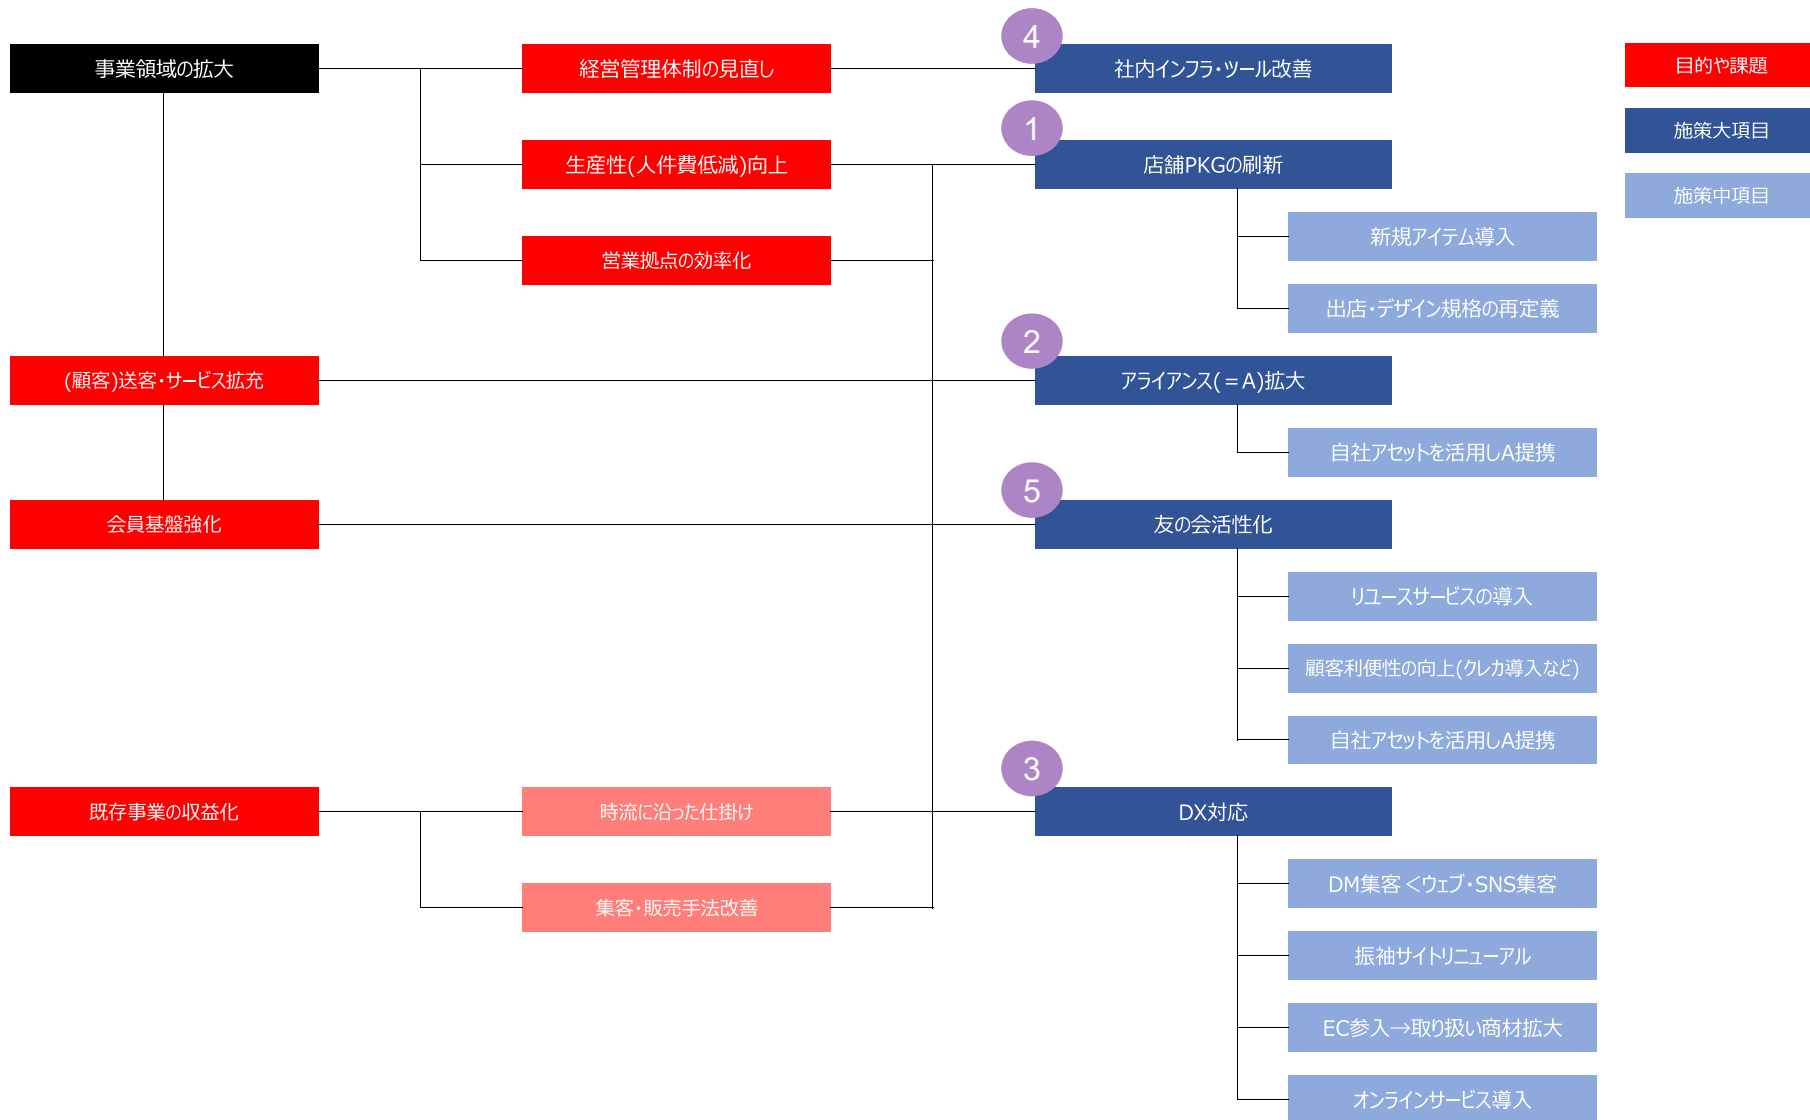 4
事業領域の拡大
経営管理体制の見直し
社内インフラ・ツール改善
目的や課題
1
施策大項目
生産性(人件費低減)向上
店舗PKGの刷新
施策中項目
新規アイテム導入
営業拠点の効率化
出店・デザイン規格の再定義
2
(顧客)送客・サービス拡充
アライアンス(=A)拡大
自社アセットを活用しA提携
5
会員基盤強化
友の会活性化
リユースサービスの導入
顧客利便性の向上(クレカ導入など)
自社アセットを活用しA提携
3
既存事業の収益化
時流に沿った仕掛け
DX対応
DM集客<ウェブ・SNS集客
集客・販売手法改善
振袖サイトリニューアル
EC参入→取り扱い商材拡大
オンラインサービス導入